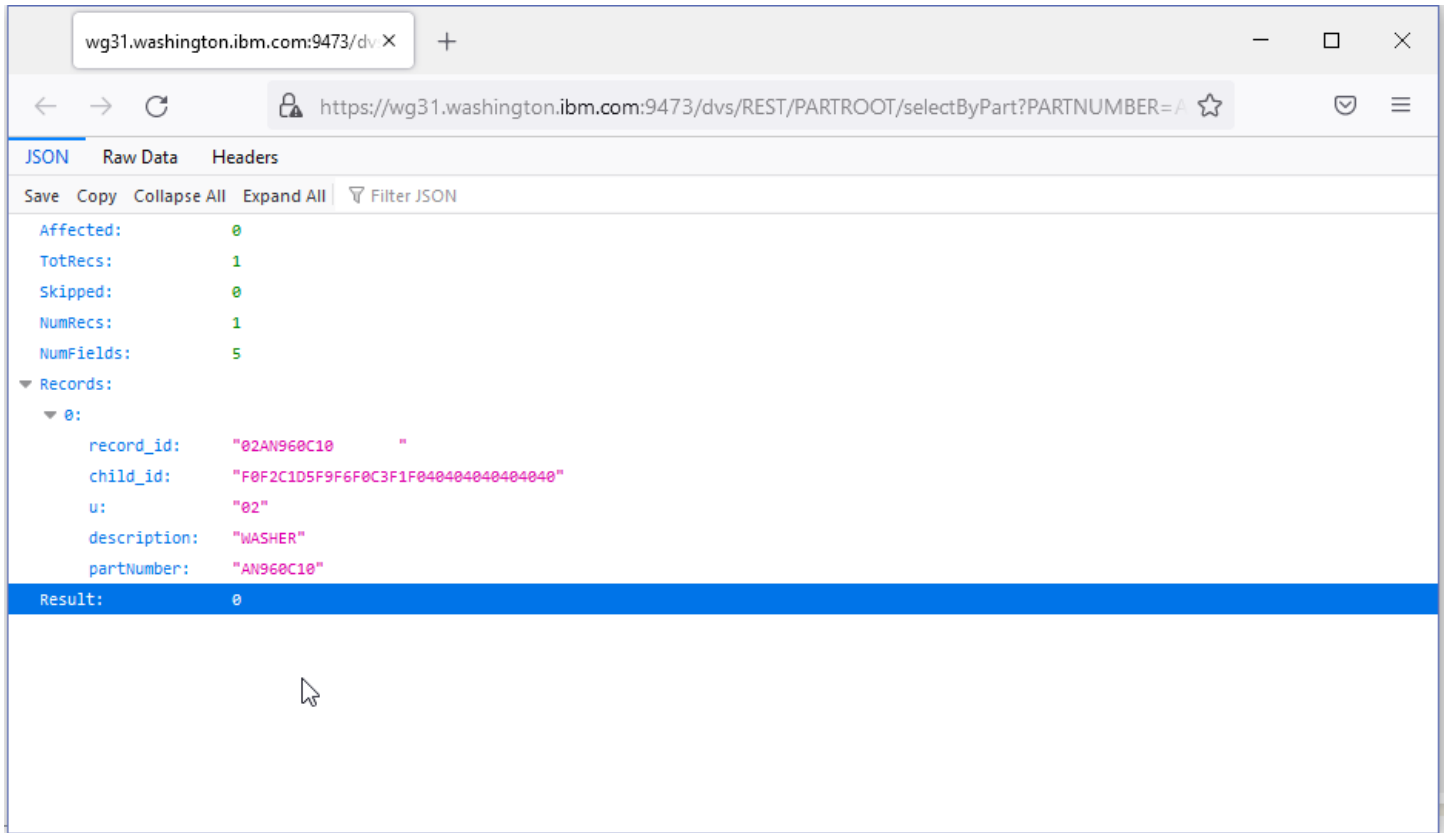 wg31.washington.ibm.com:9473/dv
https://wg31.washington.ibm.com:9473/dvs/REST/PARTROOT/selectByPart?PARTNUMBER=A
JSON Raw Data Headers
Save Copy Collapse All Expand All Filter JSON
Affected: 0
TotRecs: 1
Skipped: 0
NumRecs: 1
NumFields: 5
Records:
0:
record_id: "02AN960C10      "
child_id: "F0F2C1D5F9F6F0C3F1F040404040404040"
u: "02"
description: "WASHER"
partNumber: "AN960C10"
Result: 0